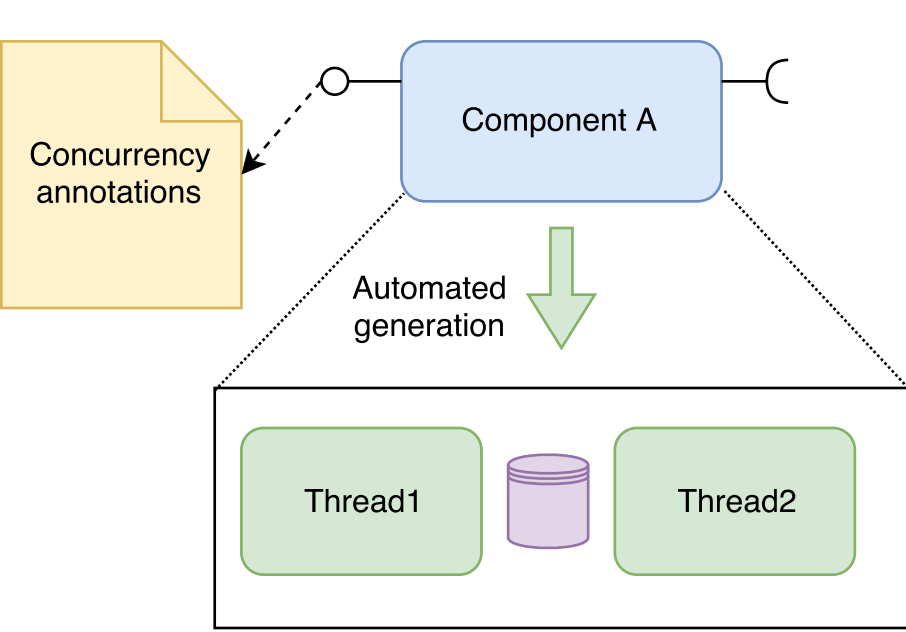 Component A
Concurrency
annotations
Automated
generation
Thread1
Thread2